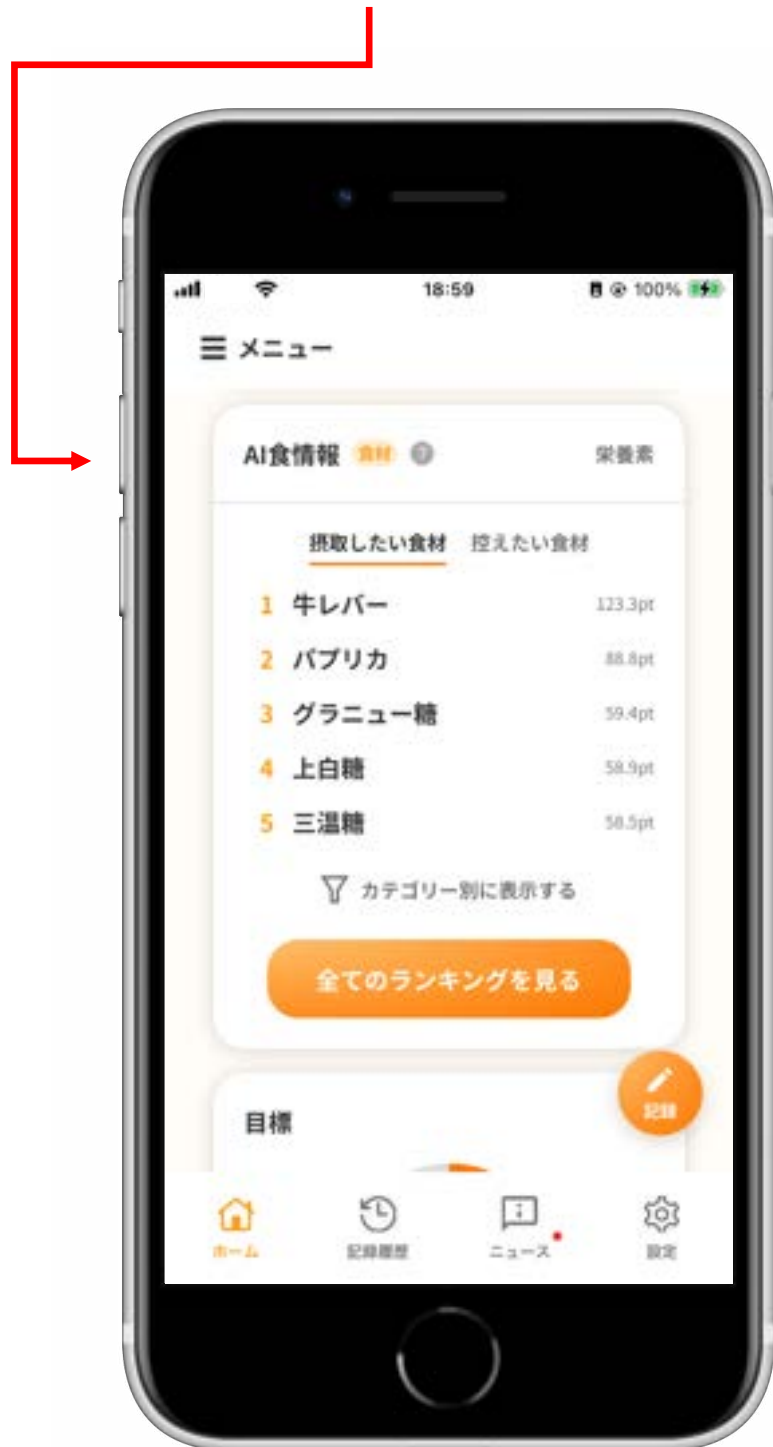 18:59 100%
メニュー
AI食情報 食材 ? 栄養素
摂取したい食材 控えたい食材
1 牛レバー 123.3pt
2 パプリカ 88.8pt
3 グラニュー糖 59.4pt
4 上白糖 58.9pt
5 三温糖 58.5pt
カテゴリー別に表示する
全てのランキングを見る
記録
目標
ホーム 記録履歴 ニュース 設定